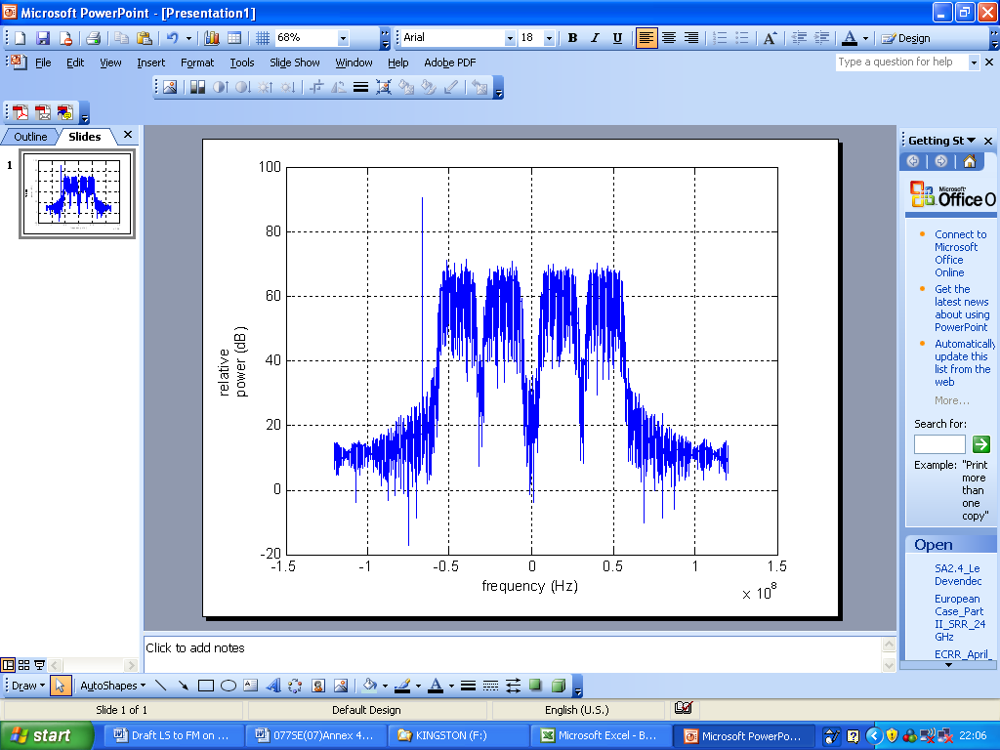 Microsoft PowerPoint - [Presentation1]
68%
Arial
18
B I U
A
A
Design
File Edit View Insert Format Tools Slide Show Window Help Adobe PDF
Type a question for help
Outline Slides
1
100
80
60
40
20
0
-20
-1.5 -1 -0.5 0 0.5 1 1.5
relative
power (dB)
frequency (Hz)
x 10^8
Getting St
Microsoft
Office O
Connect to
Microsoft
Office
Online
Get the
latest news
about using
PowerPoint
Automatically
update this
list from the
web
More...
Search for:
Example: "Print
more
than
one
copy"
Open
SA2.4_Le
Devendec
European
Case_Part
II_SRR_24
GHz
ECRR_April_
Click to add notes
Draw AutoShapes A A
Slide 1 of 1 Default Design English (U.S.)
start Draft LS to FM on ... 077SE(07)Annex 4... KINGSTON (F:) Microsoft Excel - B... Microsoft PowerPo... 22:06